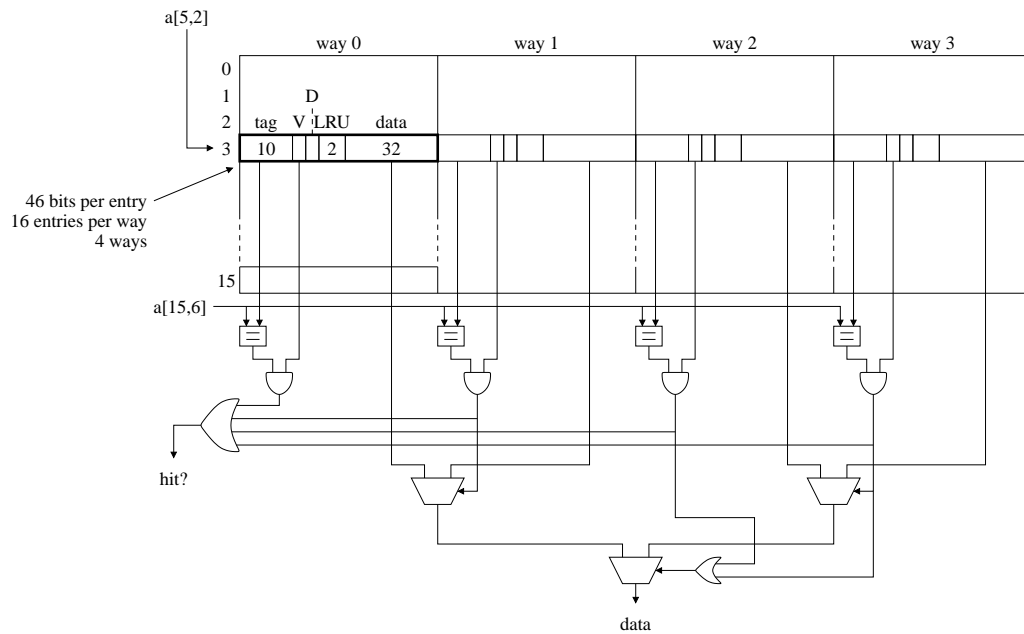 a[5,2]
way 0 way 1 way 2 way 3
0
1 D
2 tag V LRU data
3 10 2 32
46 bits per entry
16 entries per way
4 ways
15
a[15,6]
= = = =
hit?
data